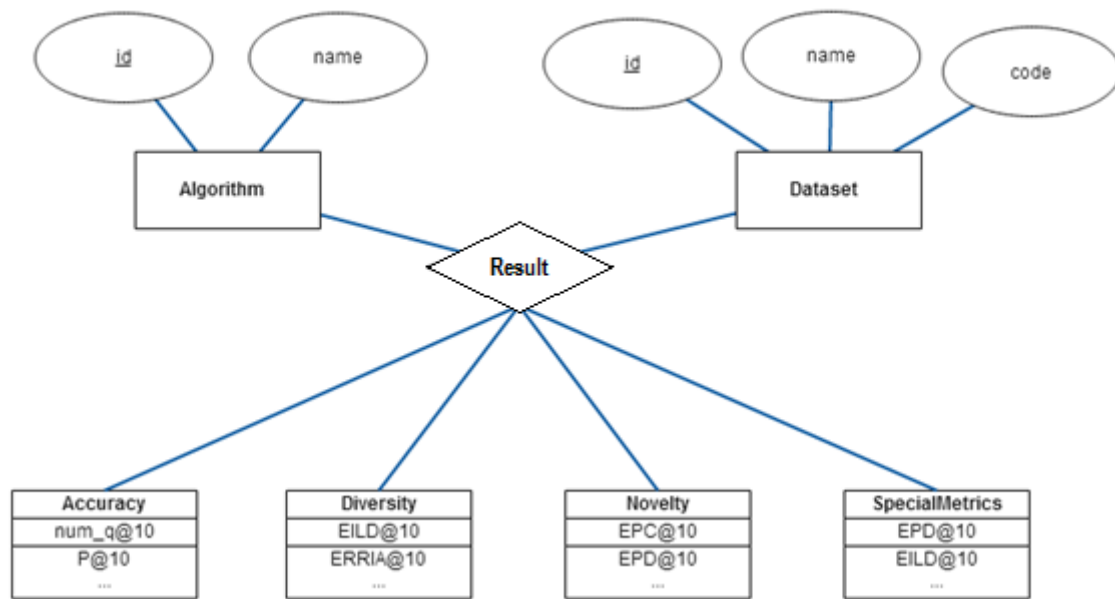 id
name
id
name
code
Algorithm
Dataset
Result
Accuracy
num_q@10
P@10
...
Diversity
EILD@10
ERRIA@10
...
Novelty
EPC@10
EPD@10
...
SpecialMetrics
EPD@10
EILD@10
...